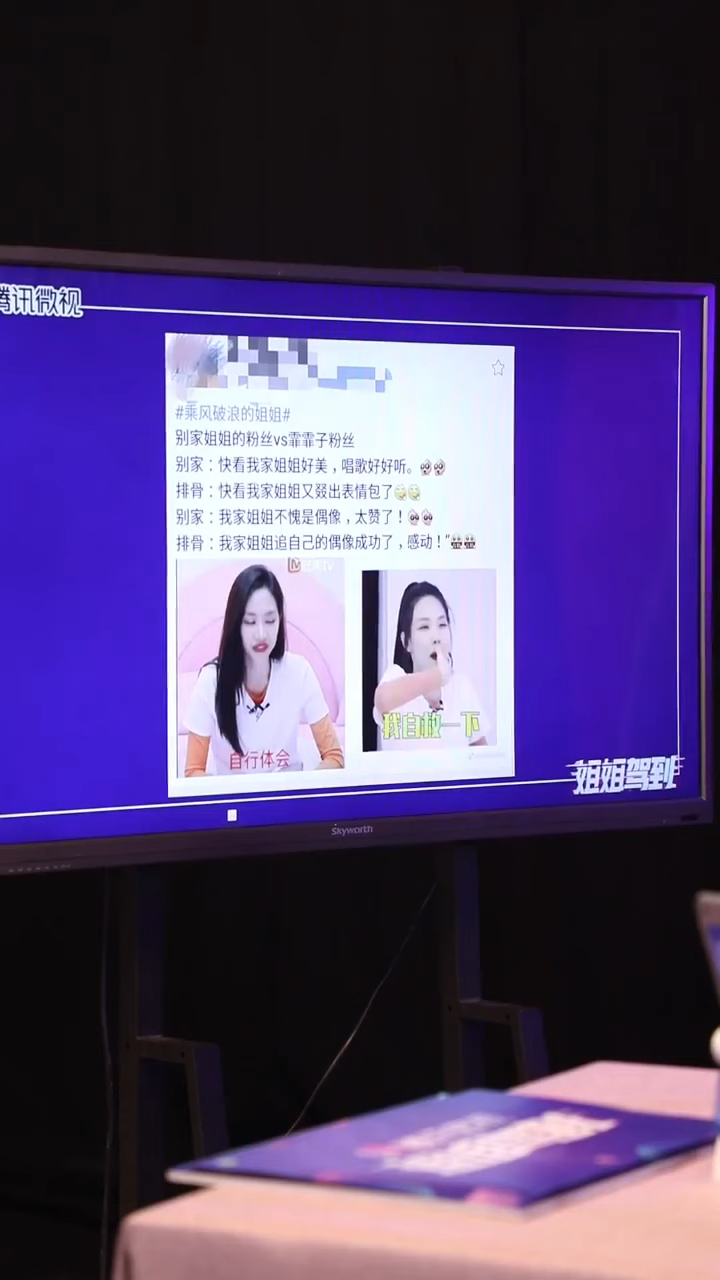 腾讯微视
#乘风破浪的姐姐#
别家姐姐的粉丝vs霏霏子粉丝
别家：快看我家姐姐好美，唱歌好好听。
排骨：快看我家姐姐又叕出表情包了
别家：我家姐姐不愧是偶像，太赞了！
排骨：我家姐姐追自己的偶像成功了，感动！"
自行体会
我自救一下
姐姐驾到
Skyworth